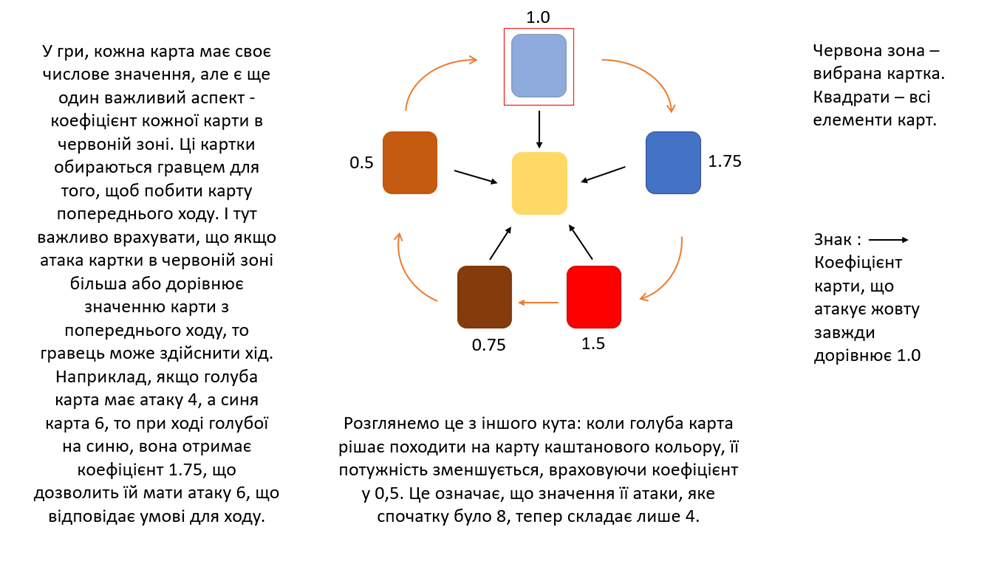 У гри, кожна карта має своє
числове значення, але є ще
один важливий аспект -
коефіцієнт кожної карти в
червоній зоні. Ці картки
обираються гравцем для
того, щоб побити карту
попереднього ходу. І тут
важливо врахувати, що якщо
атака картки в червоній зоні
більша або дорівнює
значенню карти з
попереднього ходу, то
гравець може здійснити хід.
Наприклад, якщо голуба
карта має атаку 4, а синя
карта 6, то при ході голубої
на синю, вона отримає
коефіцієнт 1.75, що
дозволить їй мати атаку 6, що
відповідає умові для ходу.
1.0
0.5
1.75
0.75
1.5
Розглянемо це з іншого кута: коли голуба карта
рішає походити на карту каштанового кольору, її
потужність зменшується, враховуючи коефіцієнт
у 0,5. Це означає, що значення її атаки, яке
спочатку було 8, тепер складає лише 4.
Червона зона –
вибрана картка.
Квадрати – всі
елементи карт.
Знак :
Коефіцієнт
карти, що
атакує жовту
завжди
дорівнює 1.0